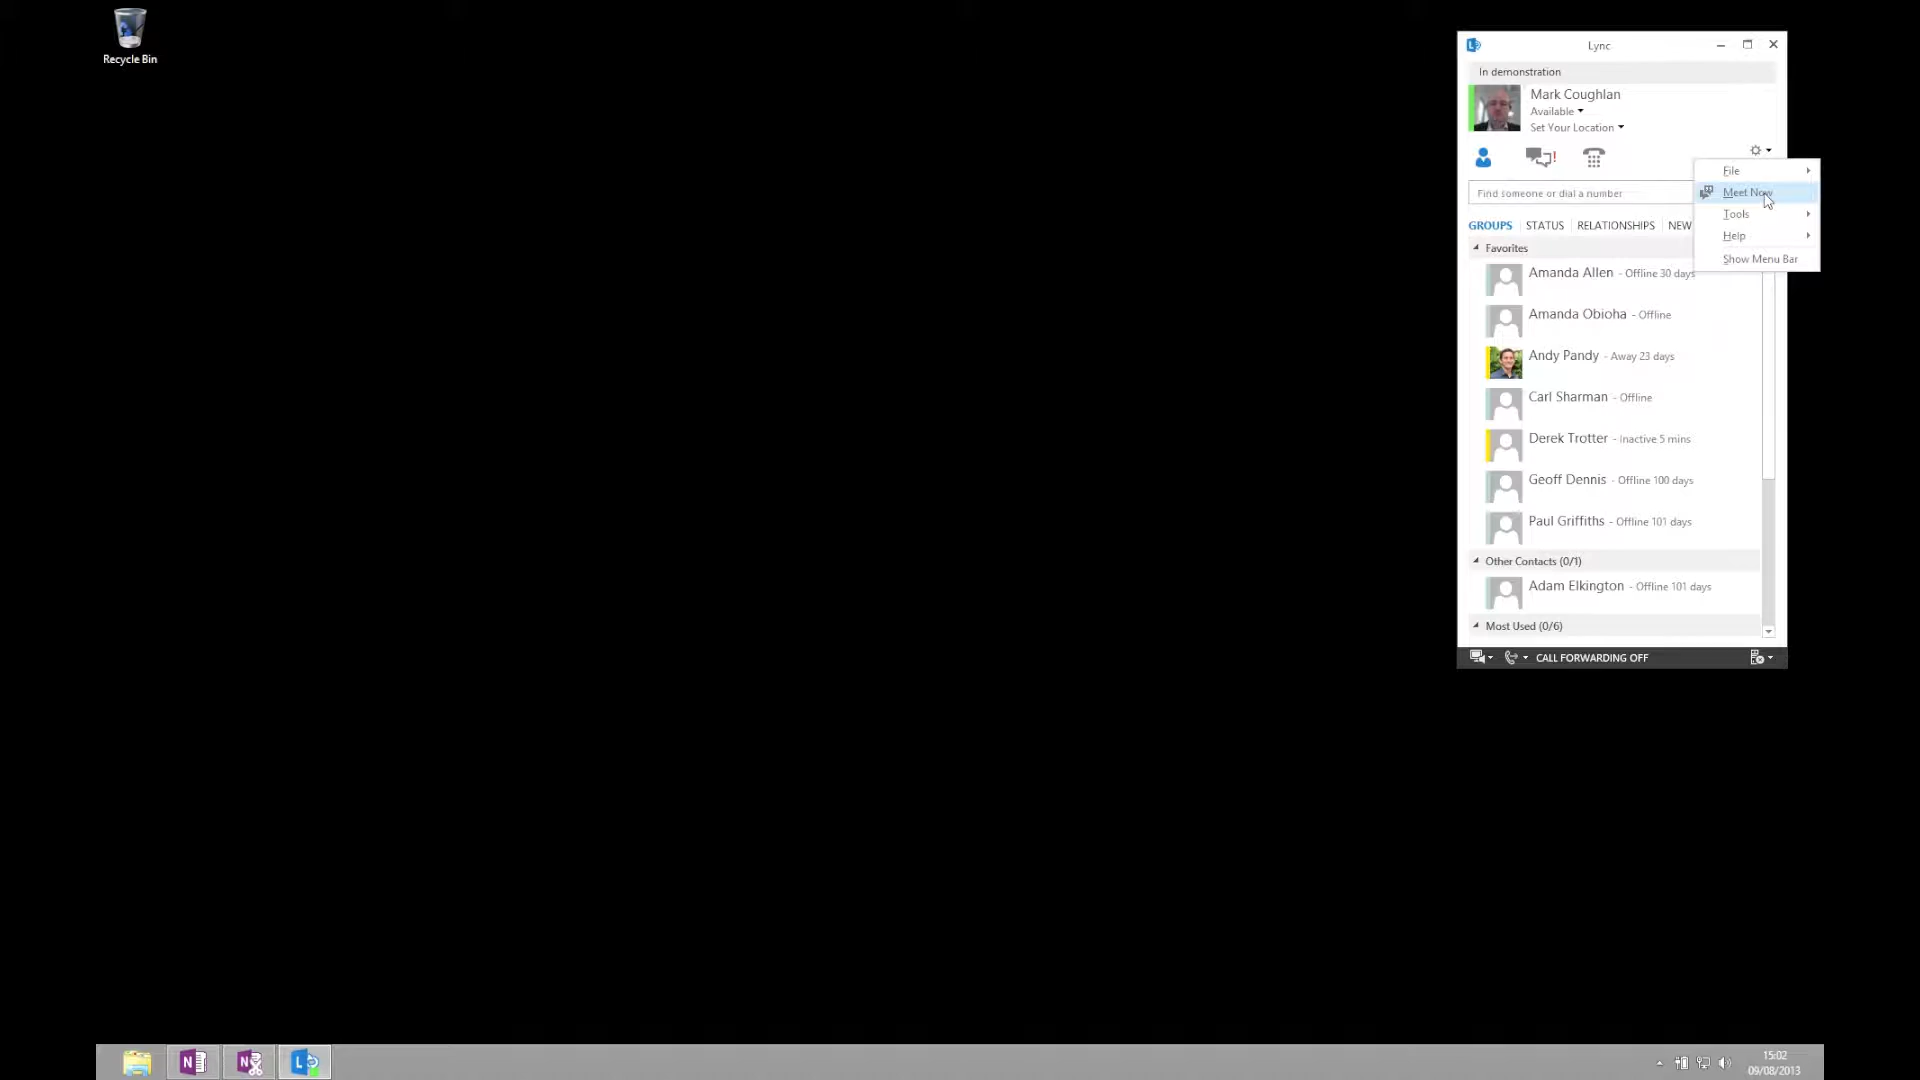 Recycle Bin
Lync
In demonstration
Mark Coughlan
Available
Set Your Location
File
Find someone or dial a number
Meet Now
Tools
GROUPS STATUS RELATIONSHIPS NEW
Help
Favorites
Show Menu Bar
Amanda Allen - Offline 30 days
Amanda Obioha - Offline
Andy Pandy - Away 23 days
Carl Sharman - Offline
Derek Trotter - Inactive 5 mins
Geoff Dennis - Offline 100 days
Paul Griffiths - Offline 101 days
Other Contacts (0/1)
Adam Elkington - Offline 101 days
Most Used (0/6)
CALL FORWARDING OFF
15:02
09/08/2013